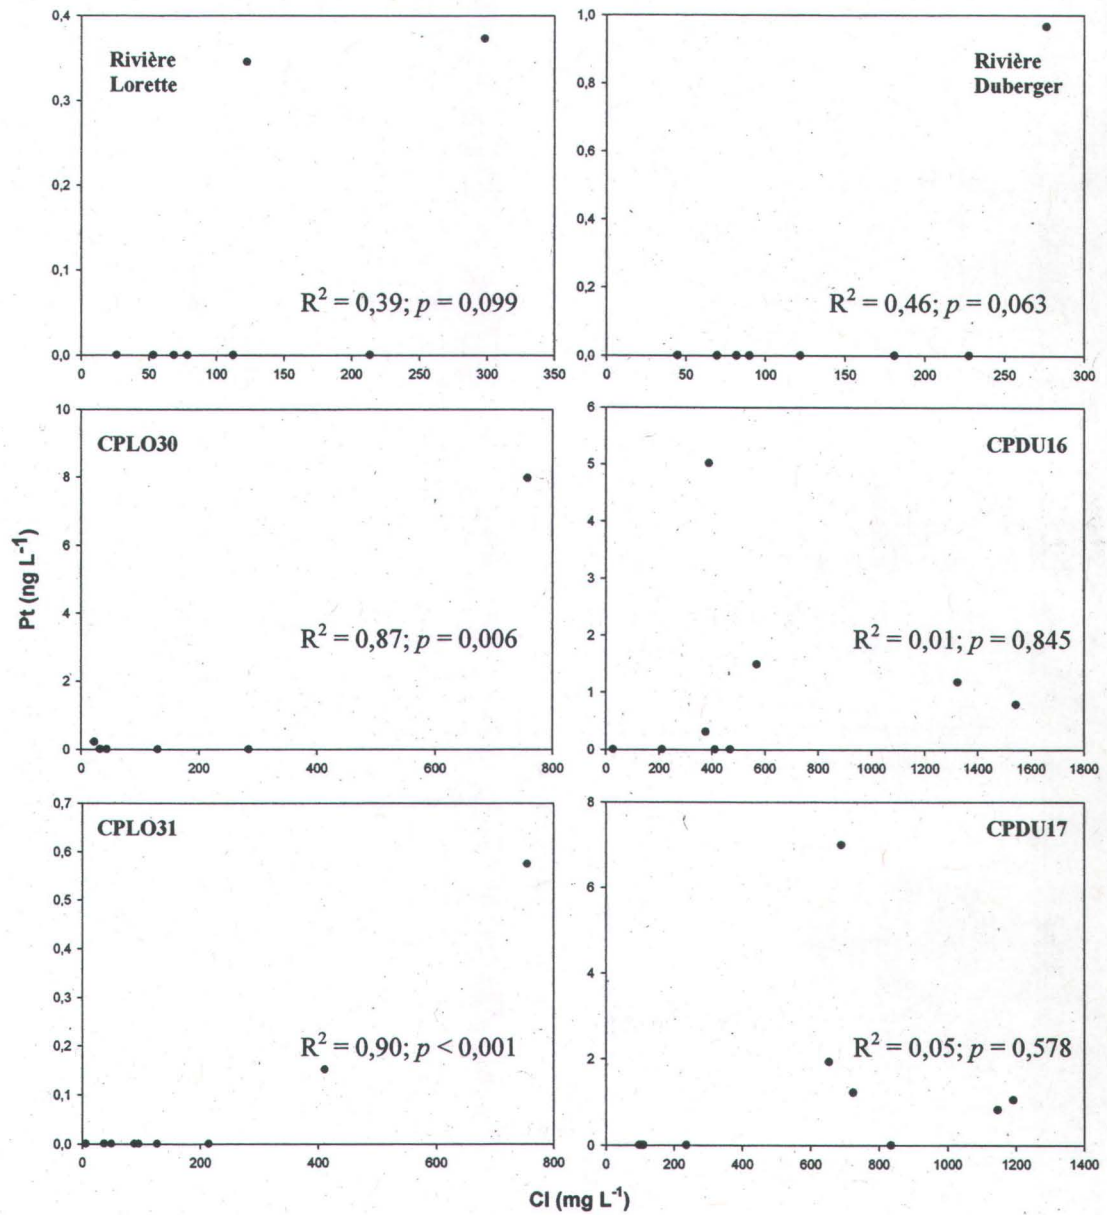 0,4
0,3
0,2
0,1
0,0
Rivière
Lorette
R² = 0,39; p = 0,099
0 50 100 150 200 250 300 350
1,0
0,8
0,6
0,4
0,2
0,0
Rivière
Duberger
R² = 0,46; p = 0,063
0 50 100 150 200 250 300
Pt (ng L⁻¹)
10
8
6
4
2
0
CPLO30
R² = 0,87; p = 0,006
0 200 400 600 800
6
5
4
3
2
1
0
CPDU16
R² = 0,01; p = 0,845
0 200 400 600 800 1000 1200 1400 1600 1800
0,7
0,6
0,5
0,4
0,3
0,2
0,1
0,0
CPLO31
R² = 0,90; p < 0,001
0 200 400 600 800
8
6
4
2
0
CPDU17
R² = 0,05; p = 0,578
0 200 400 600 800 1000 1200 1400
Cl (mg L⁻¹)